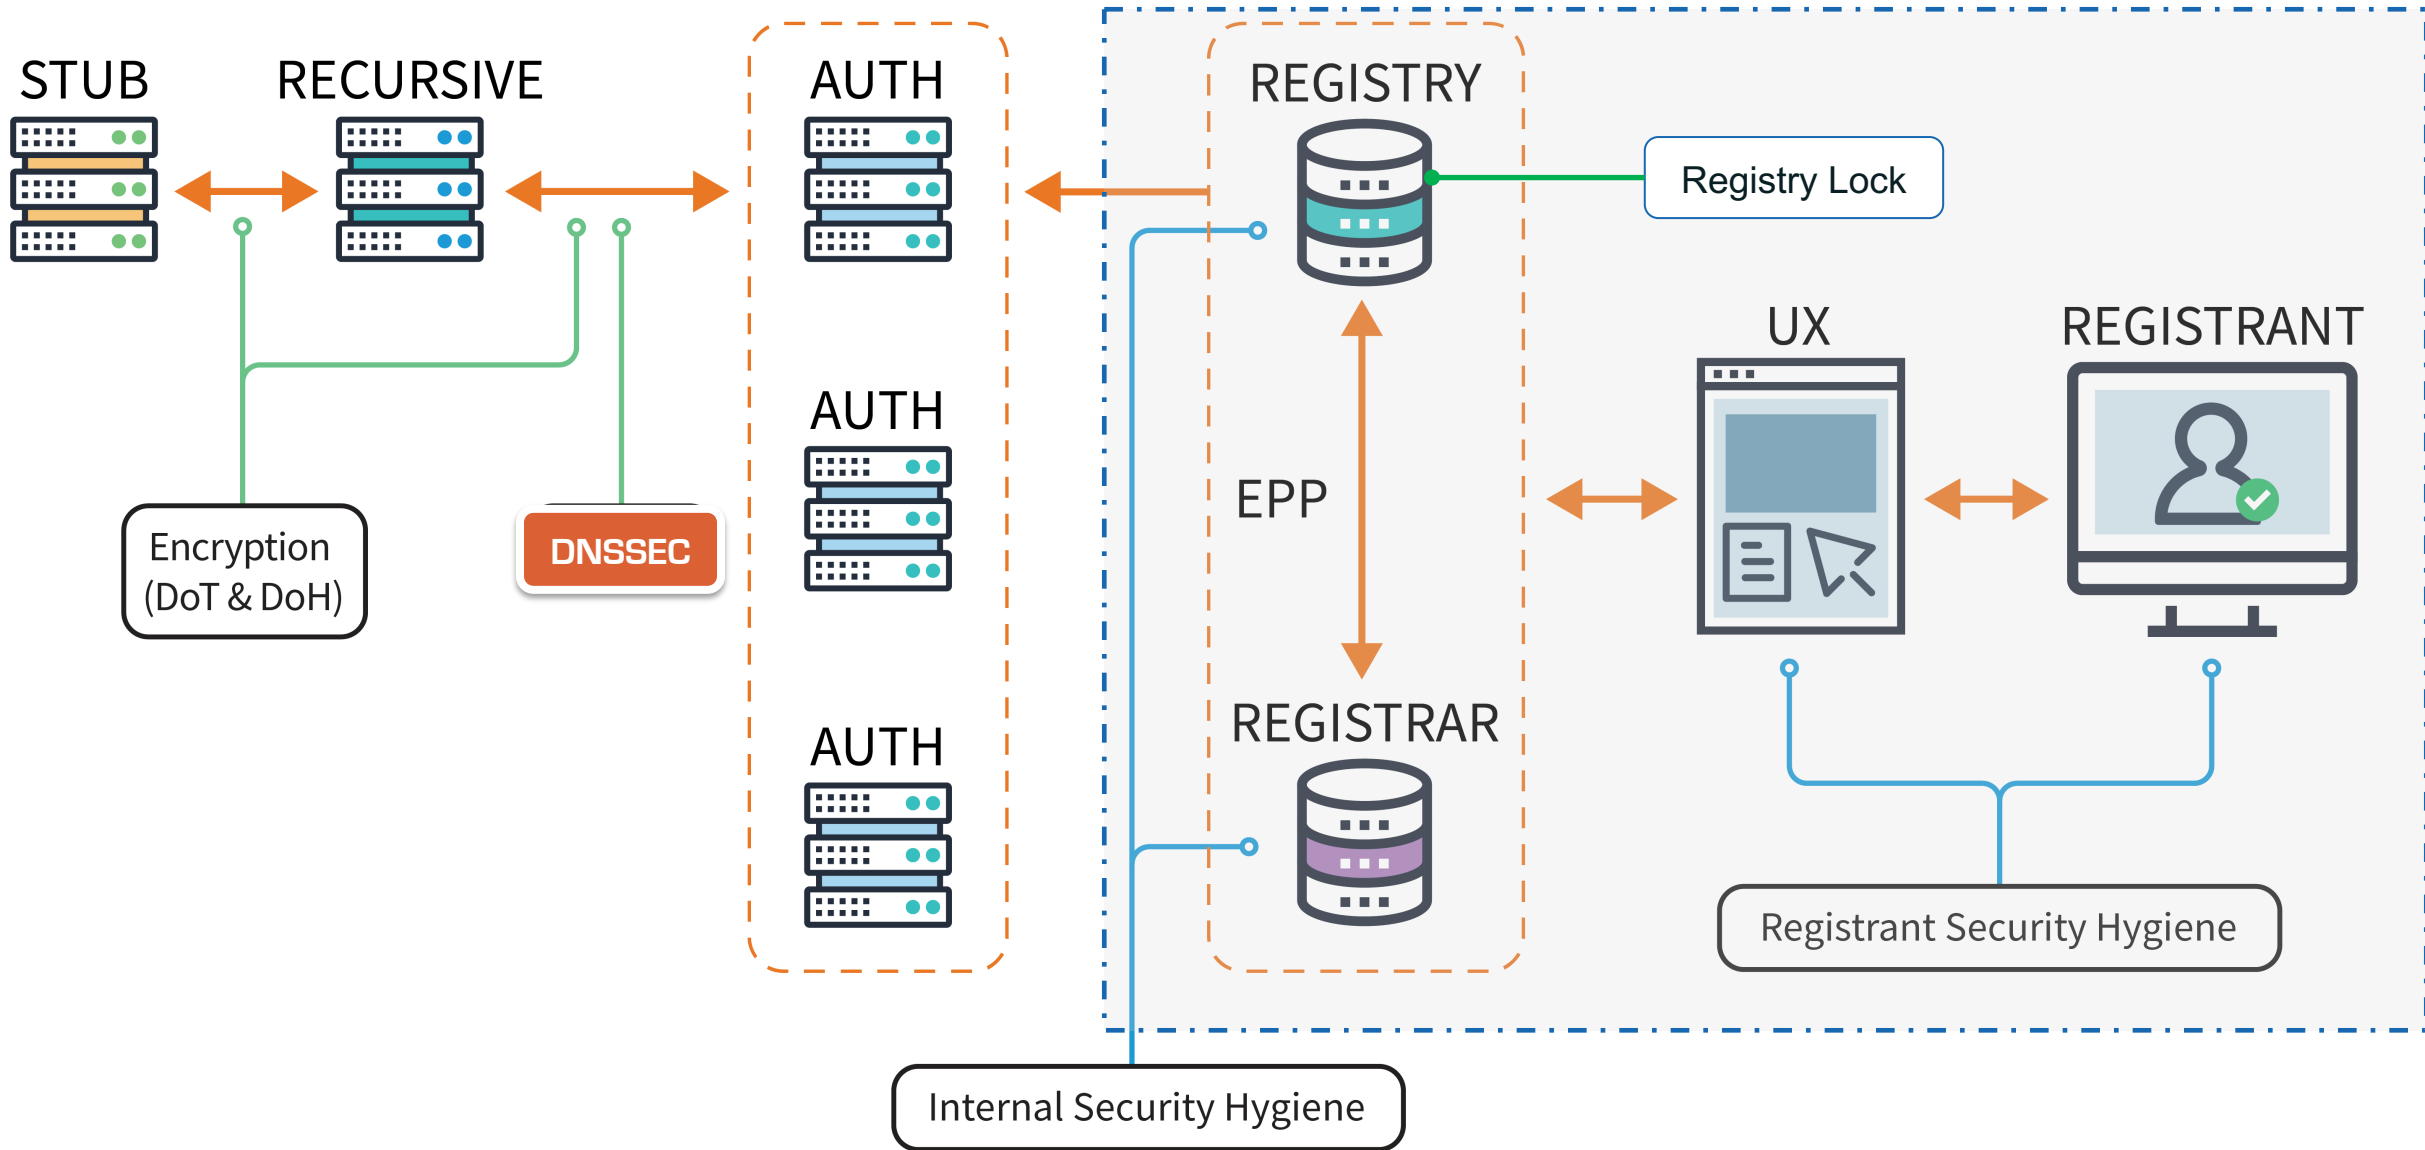 STUB
RECURSIVE
AUTH
REGISTRY
Registry Lock
UX
REGISTRANT
AUTH
EPP
Encryption
(DoT & DoH)
DNSSEC
AUTH
REGISTRAR
Registrant Security Hygiene
Internal Security Hygiene